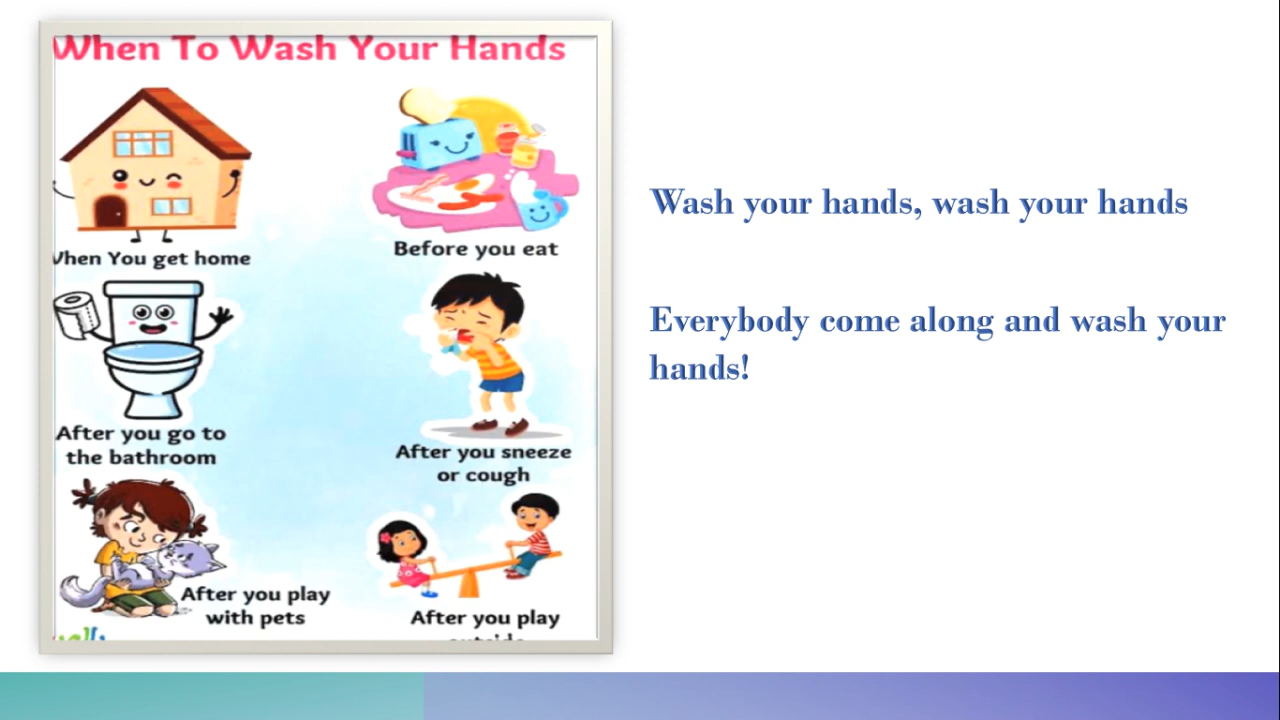 When To Wash Your Hands
When You get home
Before you eat
After you go to
the bathroom
After you sneeze
or cough
After you play
with pets
After you play
outside
Wash your hands, wash your hands
Everybody come along and wash your
hands!